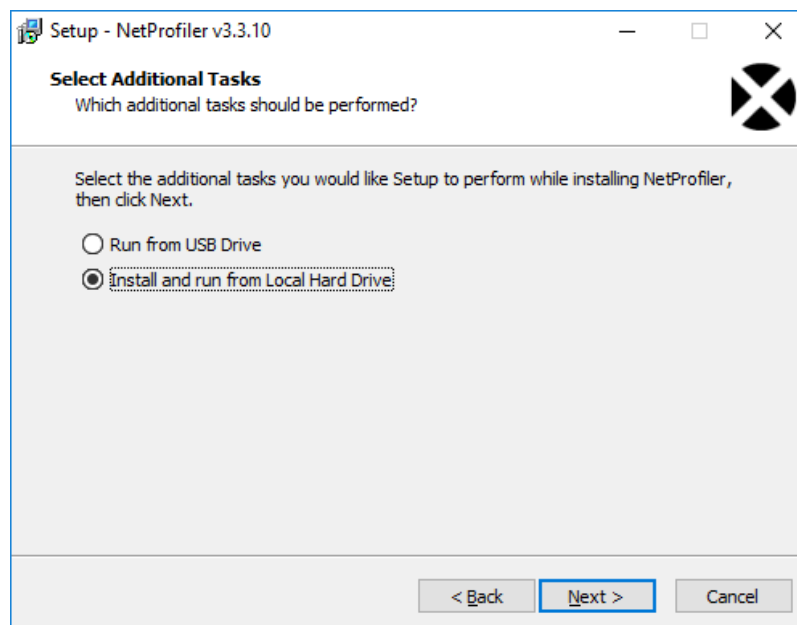 Setup - NetProfiler v3.3.10
Select Additional Tasks
Which additional tasks should be performed?
Select the additional tasks you would like Setup to perform while installing NetProfiler,
then click Next.
Run from USB Drive
Install and run from Local Hard Drive
< Back
Next >
Cancel